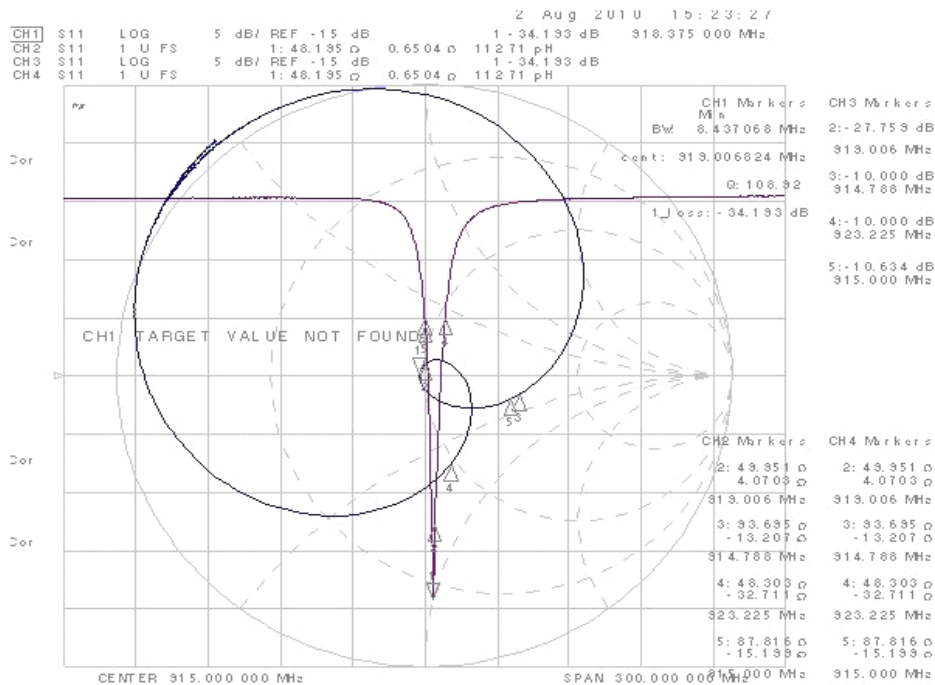 2 Aug 2010 15:23:27
CH1 S11 LOG 5 dB/ REF -15 dB 1 -34.193 dB 918.375 000 MHz
CH2 S11 1 U FS 1: 48.195 Ω 0.6504 Ω 112.71 pH
CH3 S11 LOG 5 dB/ REF -15 dB 1 -34.193 dB
CH4 S11 1 U FS 1: 48.195 Ω 0.6504 Ω 112.71 pH
CH1 Markers
Min
BW: 8.437068 MHz
cent: 919.006824 MHz
Q: 108.92
1_loss: -34.193 dB
CH3 Markers
2:-27.759 dB
919.006 MHz
3:-10.000 dB
914.788 MHz
4:-10.000 dB
923.225 MHz
5:-10.634 dB
915.000 MHz
Cor
Cor
CH1 TARGET VALUE NOT FOUND
Cor
Cor
CH2 Markers
2: 49.951 Ω
4.0703 Ω
919.006 MHz
3: 93.695 Ω
-13.207 Ω
914.788 MHz
4: 48.303 Ω
-32.711 Ω
923.225 MHz
5: 87.816 Ω
-15.199 Ω
915.000 MHz
CH4 Markers
2: 49.951 Ω
4.0703 Ω
919.006 MHz
3: 93.695 Ω
-13.207 Ω
914.788 MHz
4: 48.303 Ω
-32.711 Ω
923.225 MHz
5: 87.816 Ω
-15.199 Ω
915.000 MHz
CENTER 915.000 000 MHz SPAN 300.000 000 MHz